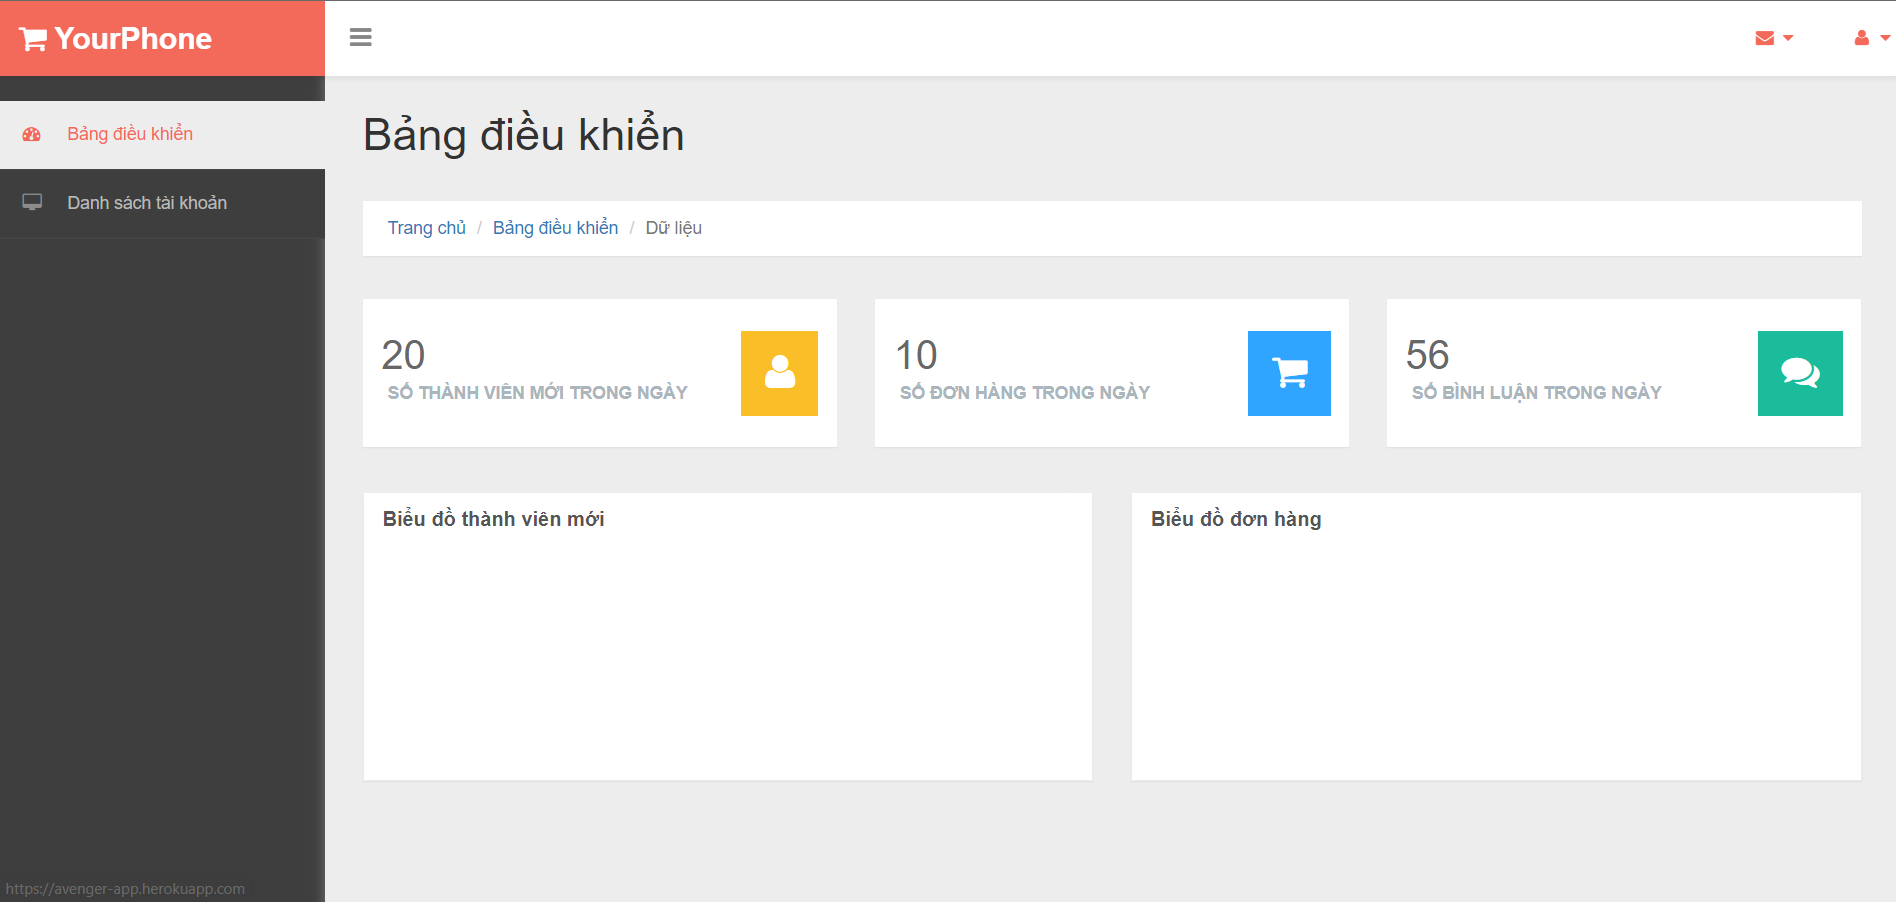 YourPhone
Bảng điều khiển
Danh sách tài khoản
Bảng điều khiển
Trang chủ / Bảng điều khiển / Dữ liệu
20
SỐ THÀNH VIÊN MỚI TRONG NGÀY
10
SỐ ĐƠN HÀNG TRONG NGÀY
56
SỐ BÌNH LUẬN TRONG NGÀY
Biểu đồ thành viên mới
Biểu đồ đơn hàng
https://avenger-app.herokuapp.com